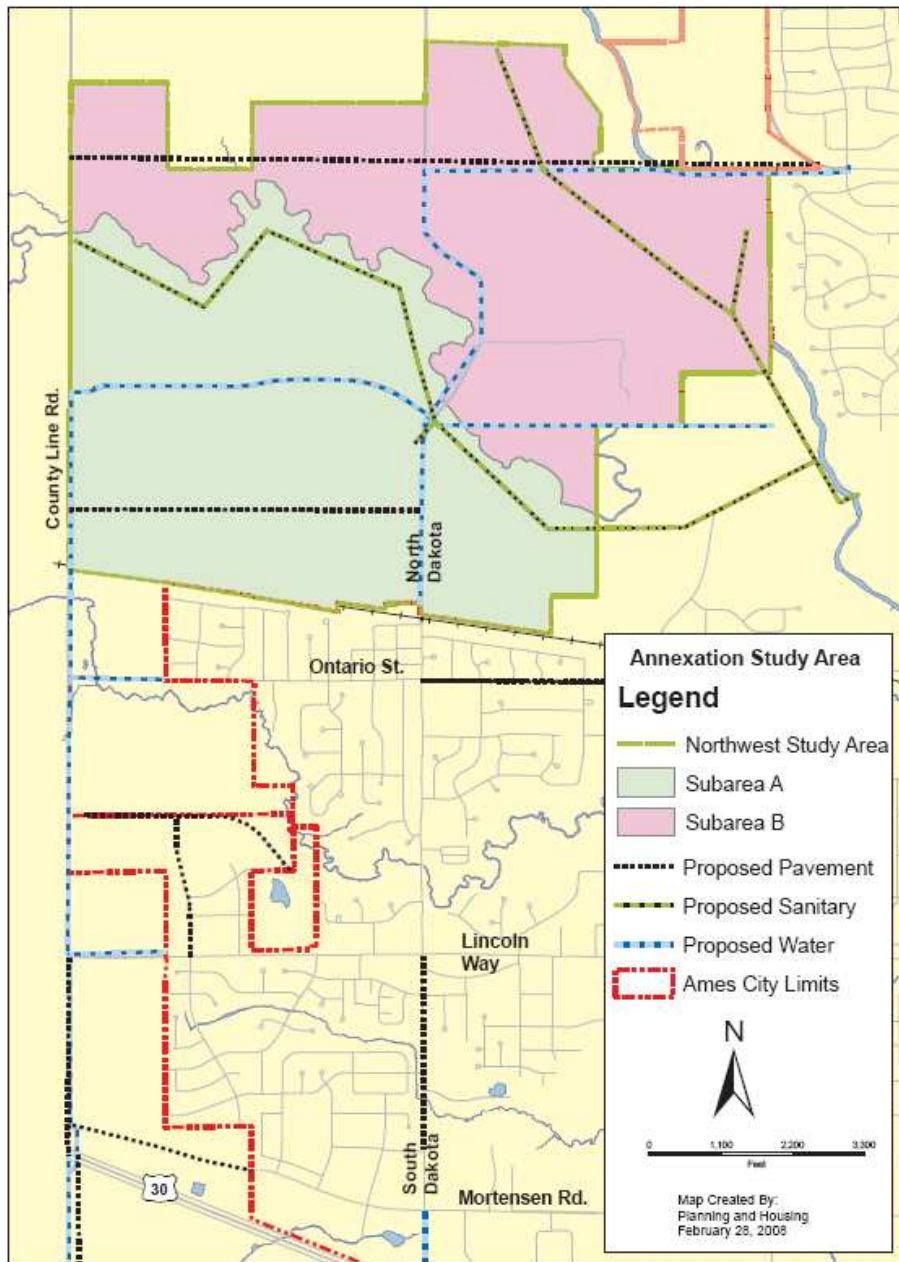 County Line Rd.
North
Dakota
Ontario St.
Lincoln
Way
South
Dakota
Mortensen Rd.
30
Annexation Study Area
Legend
Northwest Study Area
Subarea A
Subarea B
Proposed Pavement
Proposed Sanitary
Proposed Water
Ames City Limits
N
0 1,100 2,200 3,300
Feet
Map Created By:
Planning and Housing
February 28, 2008